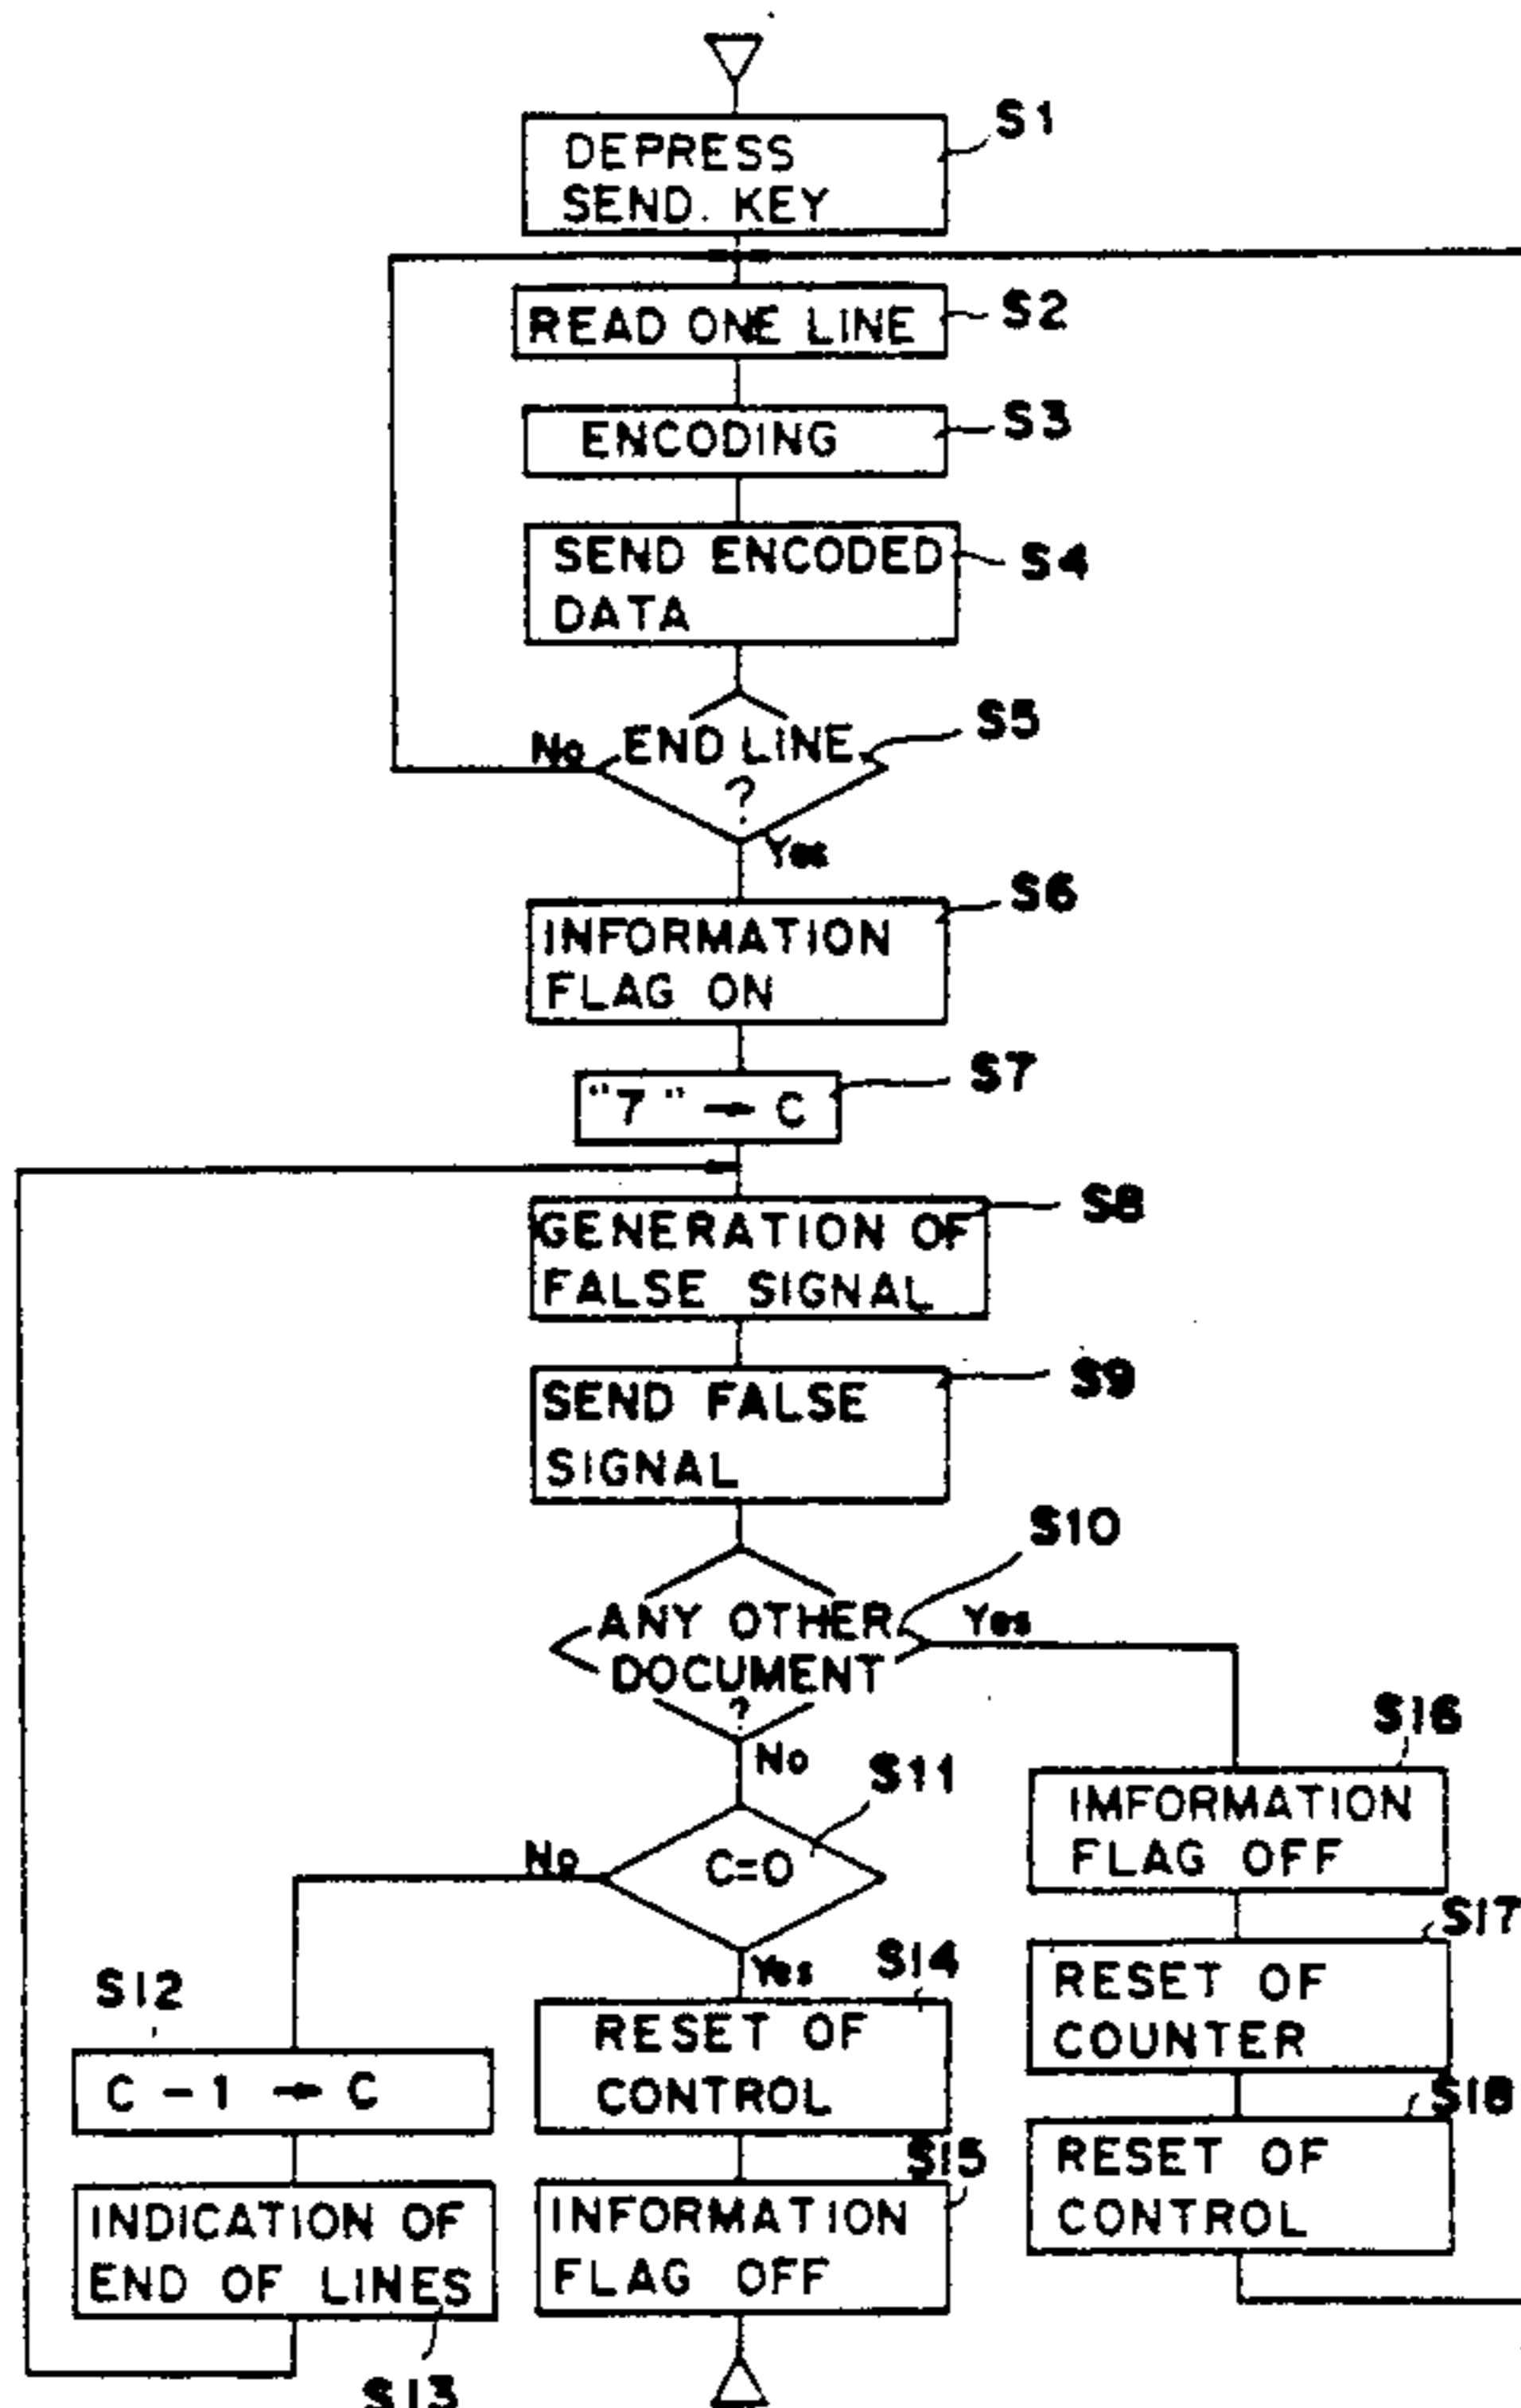 S1
DEPRESS
SEND. KEY
S2
READ ONE LINE
S3
ENCODING
S4
SEND ENCODED
DATA
S5
No
END LINE
?
Yes
S6
INFORMATION
FLAG ON
S7
"7" → C
S8
GENERATION OF
FALSE SIGNAL
S9
SEND FALSE
SIGNAL
S10
ANY OTHER
DOCUMENT
?
Yes
No
S16
IMFORMATION
FLAG OFF
S11
No
C=0
Yes
S17
RESET OF
COUNTER
S12
C - 1 → C
S14
RESET OF
CONTROL
S18
RESET OF
CONTROL
S13
INDICATION OF
END OF LINES
S15
INFORMATION
FLAG OFF